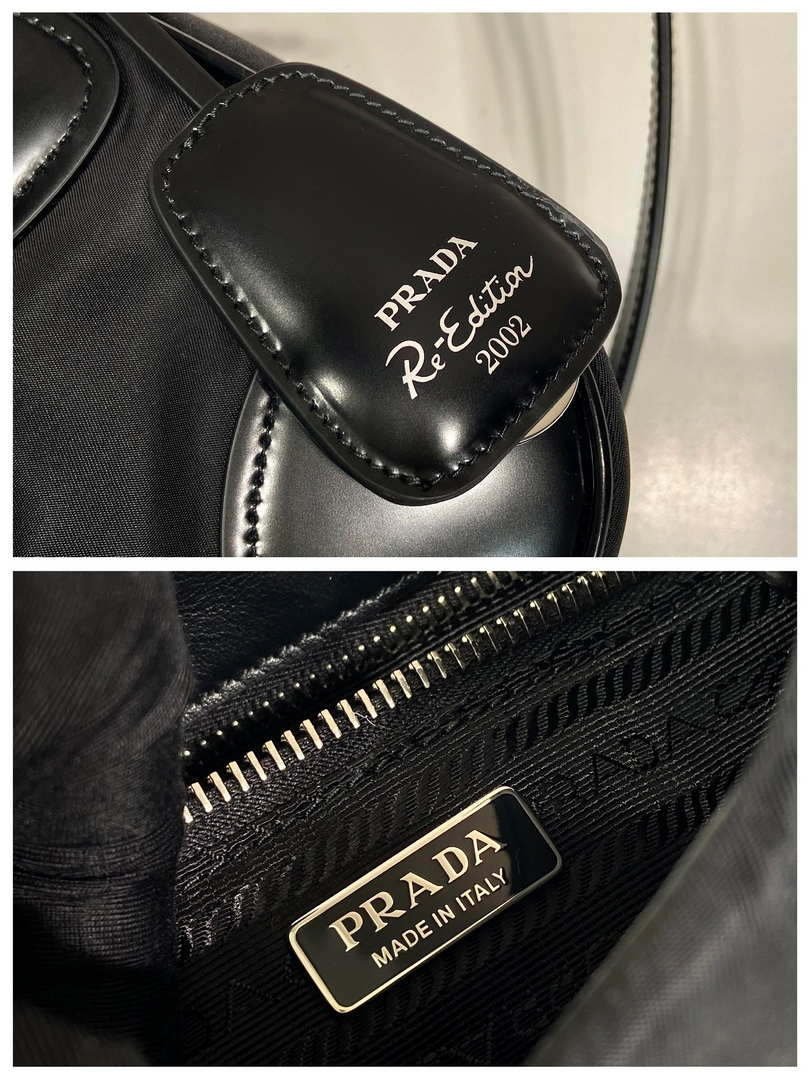 PRADA
Re-Edition
2002
PRADA
MADE IN ITALY